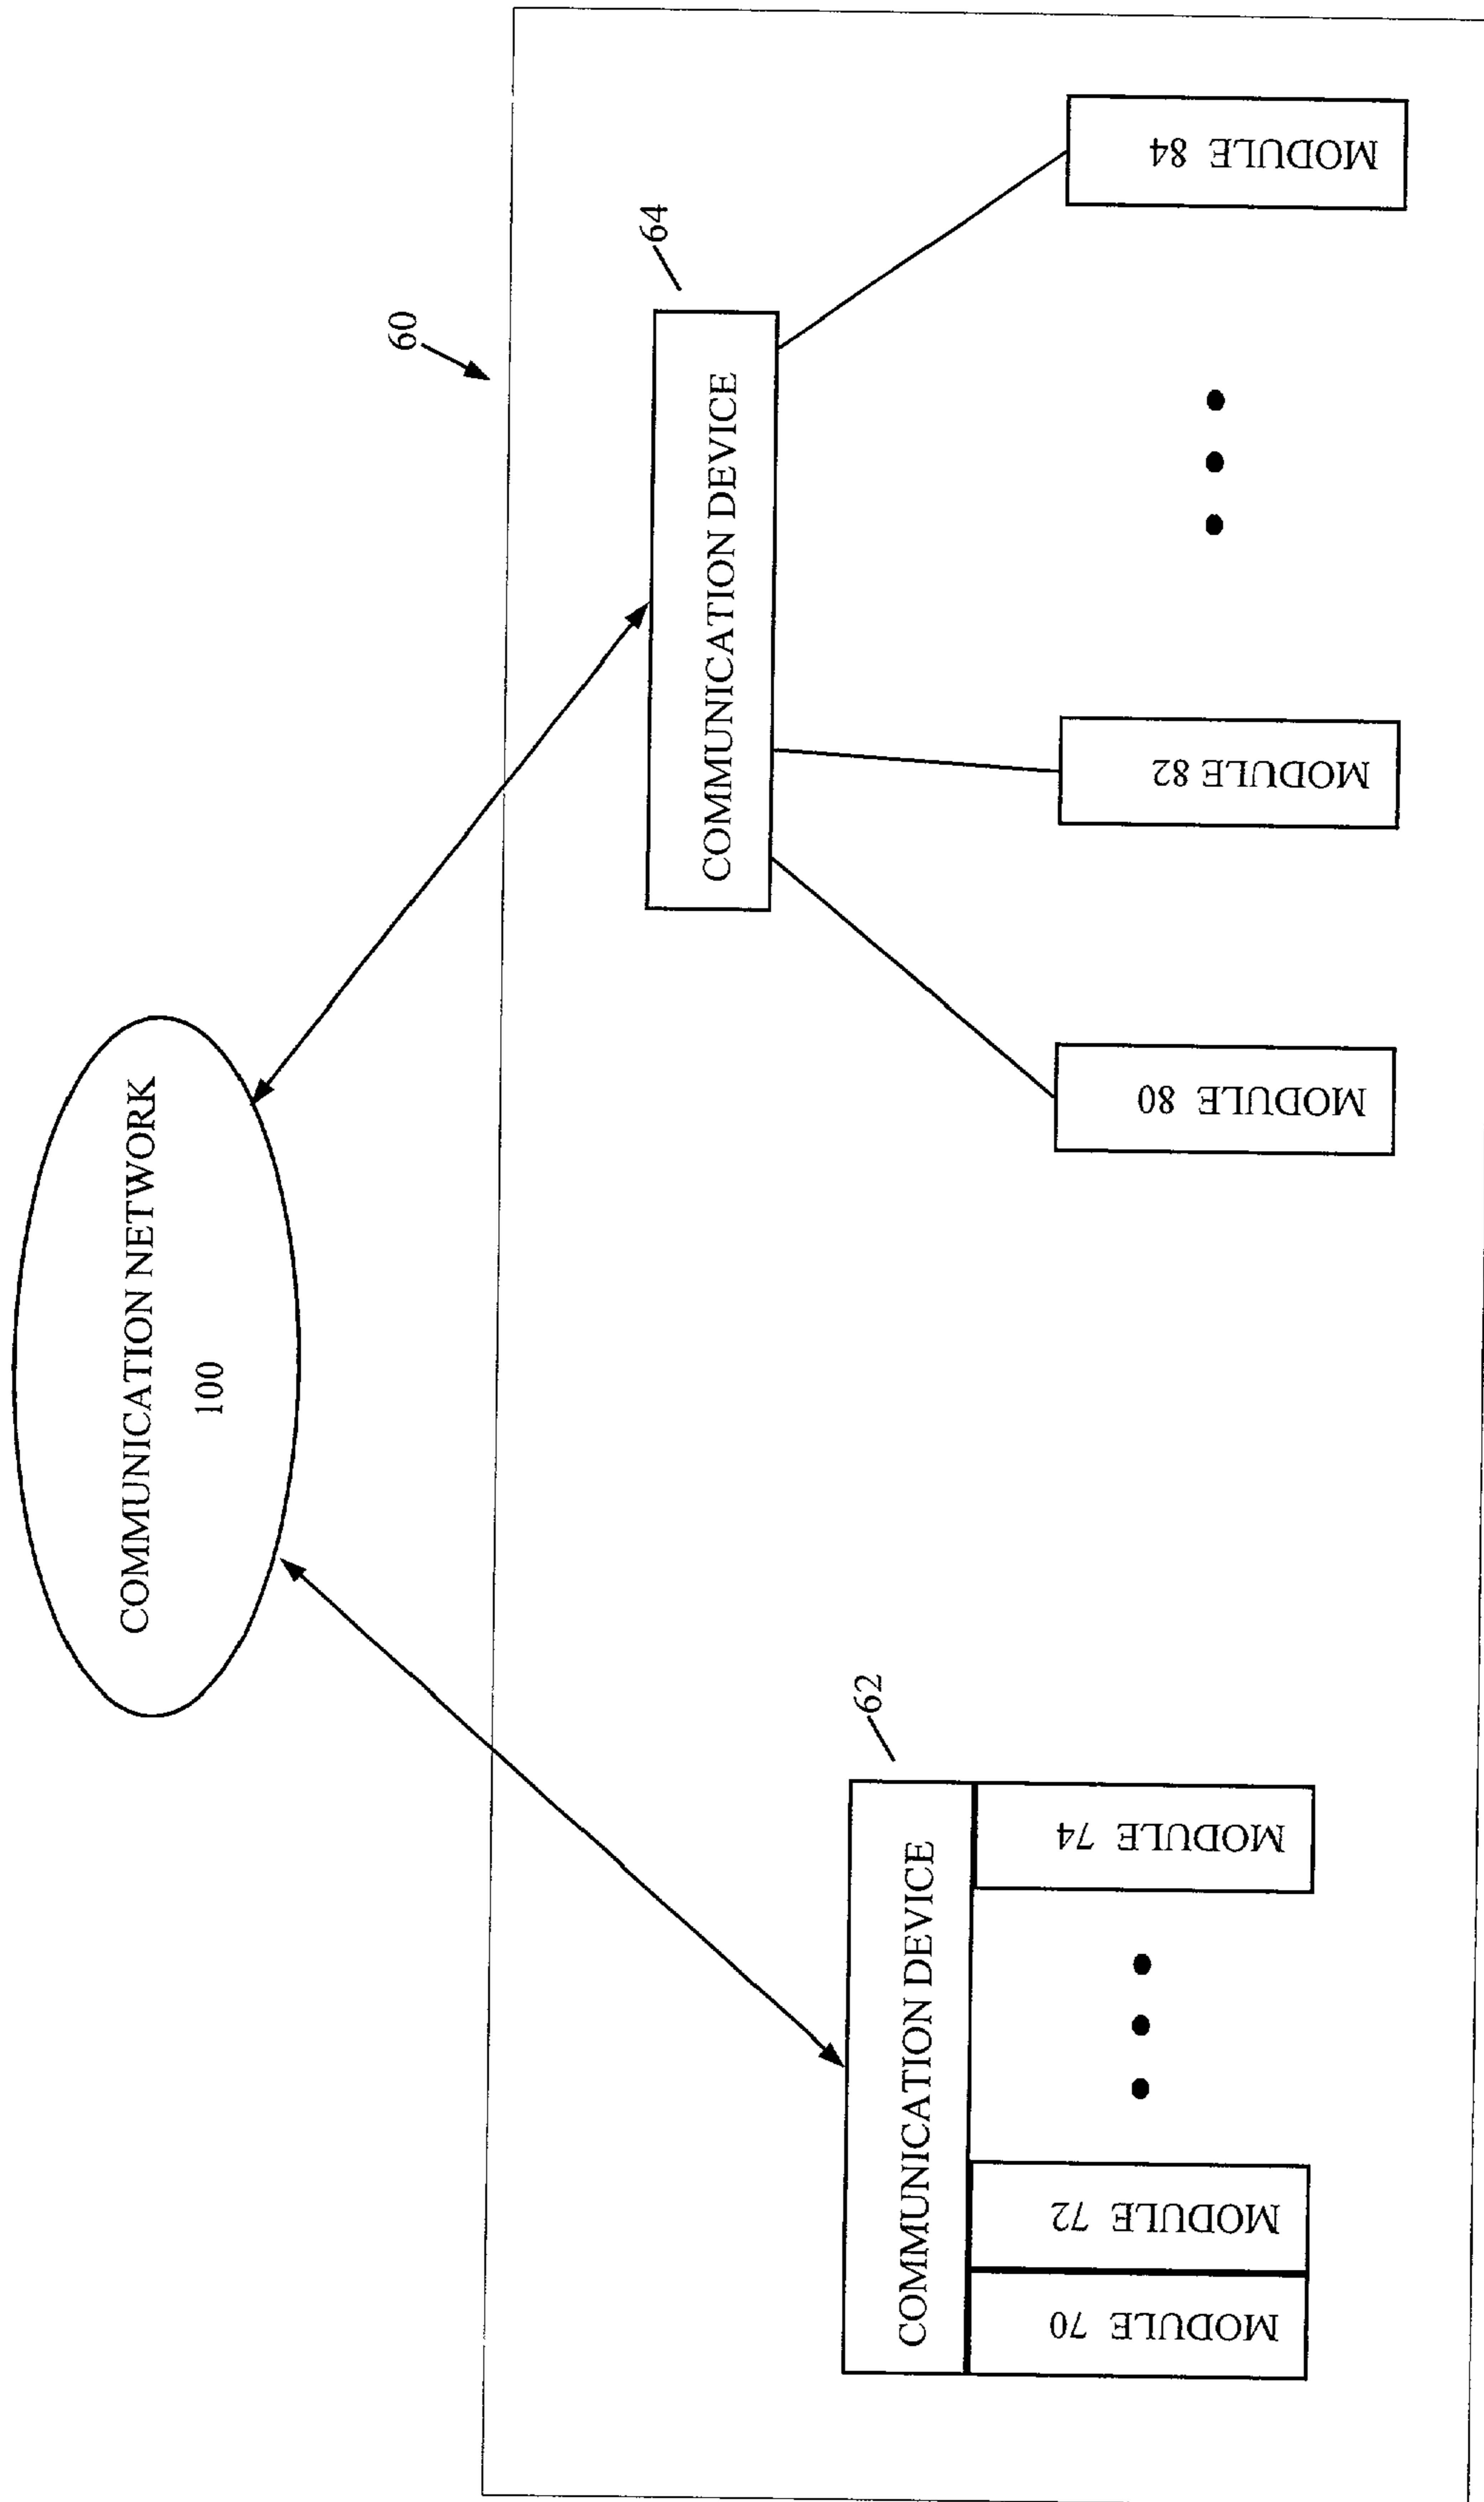 COMMUNICATION NETWORK
100
60
COMMUNICATION DEVICE
62
MODULE 70
MODULE 72
MODULE 74
COMMUNICATION DEVICE
64
MODULE 80
MODULE 82
MODULE 84